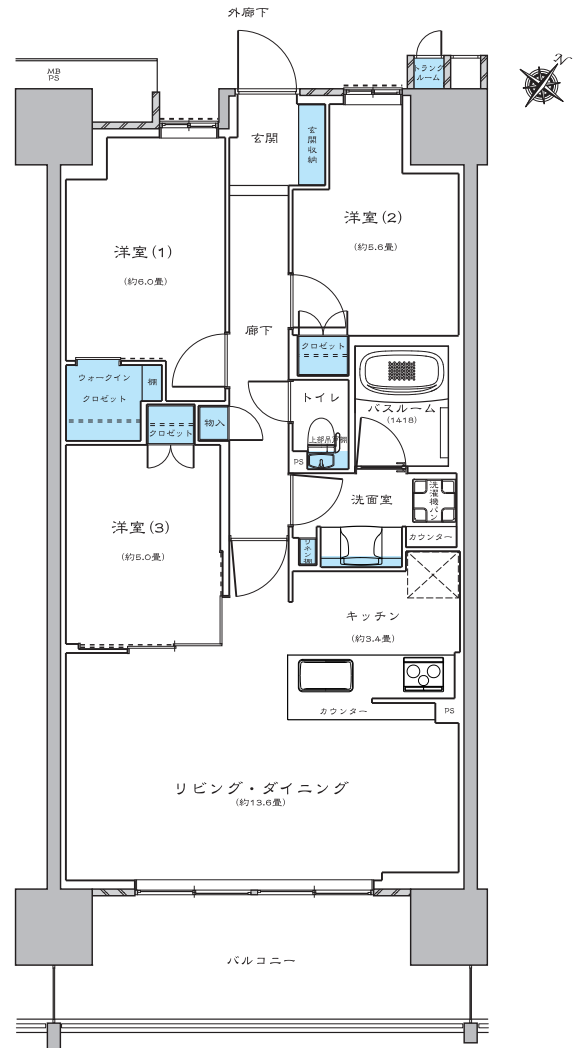 外廊下
MB
PS
トランク
ルーム
N
玄関
玄関収納
洋室(1)
(約6.0畳)
洋室(2)
(約5.6畳)
廊下
クロゼット
ウォークイン
クロゼット
棚
クロゼット
物入
トイレ
上部吊戸棚
PS
バスルーム
(1418)
洋室(3)
(約5.0畳)
洗面室
洗濯機パン
カウンター
リネン棚
キッチン
(約3.4畳)
カウンター
PS
リビング・ダイニング
(約13.6畳)
バルコニー